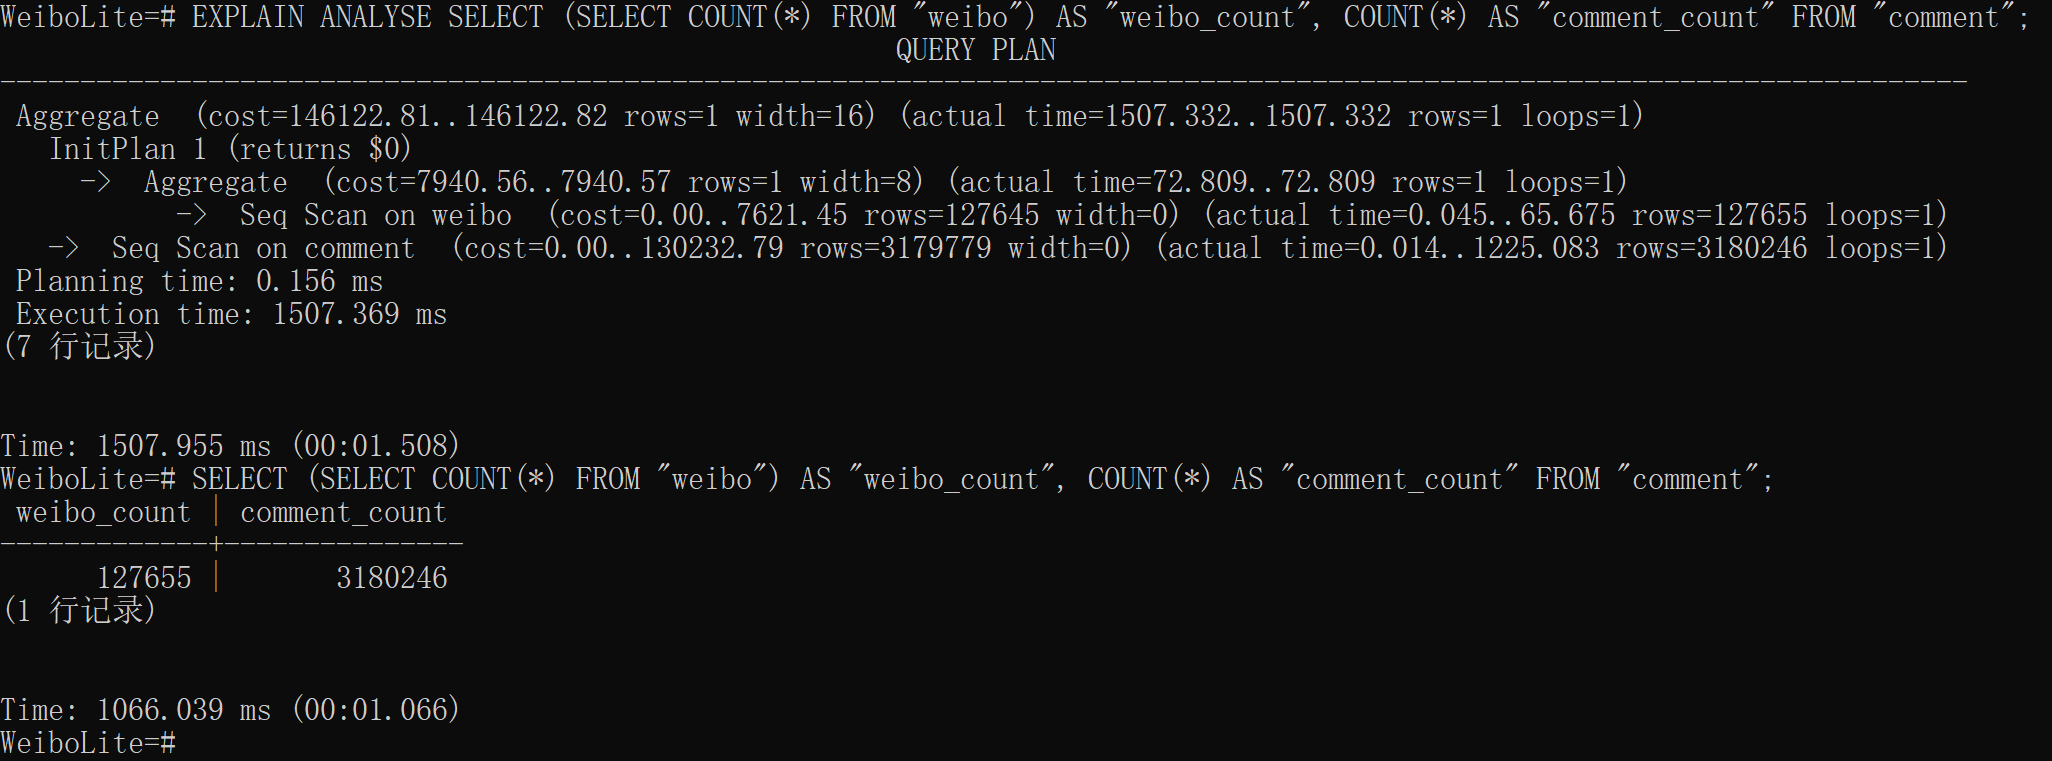 WeiboLite=# EXPLAIN ANALYSE SELECT (SELECT COUNT(*) FROM "weibo") AS "weibo_count", COUNT(*) AS "comment_count" FROM "comment";
QUERY PLAN
---------------------------------------------------------------------------------------------------------------------------
Aggregate  (cost=146122.81..146122.82 rows=1 width=16) (actual time=1507.332..1507.332 rows=1 loops=1)
InitPlan 1 (returns $0)
->  Aggregate  (cost=7940.56..7940.57 rows=1 width=8) (actual time=72.809..72.809 rows=1 loops=1)
->  Seq Scan on weibo  (cost=0.00..7621.45 rows=127645 width=0) (actual time=0.045..65.675 rows=127655 loops=1)
->  Seq Scan on comment  (cost=0.00..130232.79 rows=3179779 width=0) (actual time=0.014..1225.083 rows=3180246 loops=1)
Planning time: 0.156 ms
Execution time: 1507.369 ms
(7 行记录)
Time: 1507.955 ms (00:01.508)
WeiboLite=# SELECT (SELECT COUNT(*) FROM "weibo") AS "weibo_count", COUNT(*) AS "comment_count" FROM "comment";
weibo_count | comment_count
-------------+---------------
127655 |       3180246
(1 行记录)
Time: 1066.039 ms (00:01.066)
WeiboLite=#